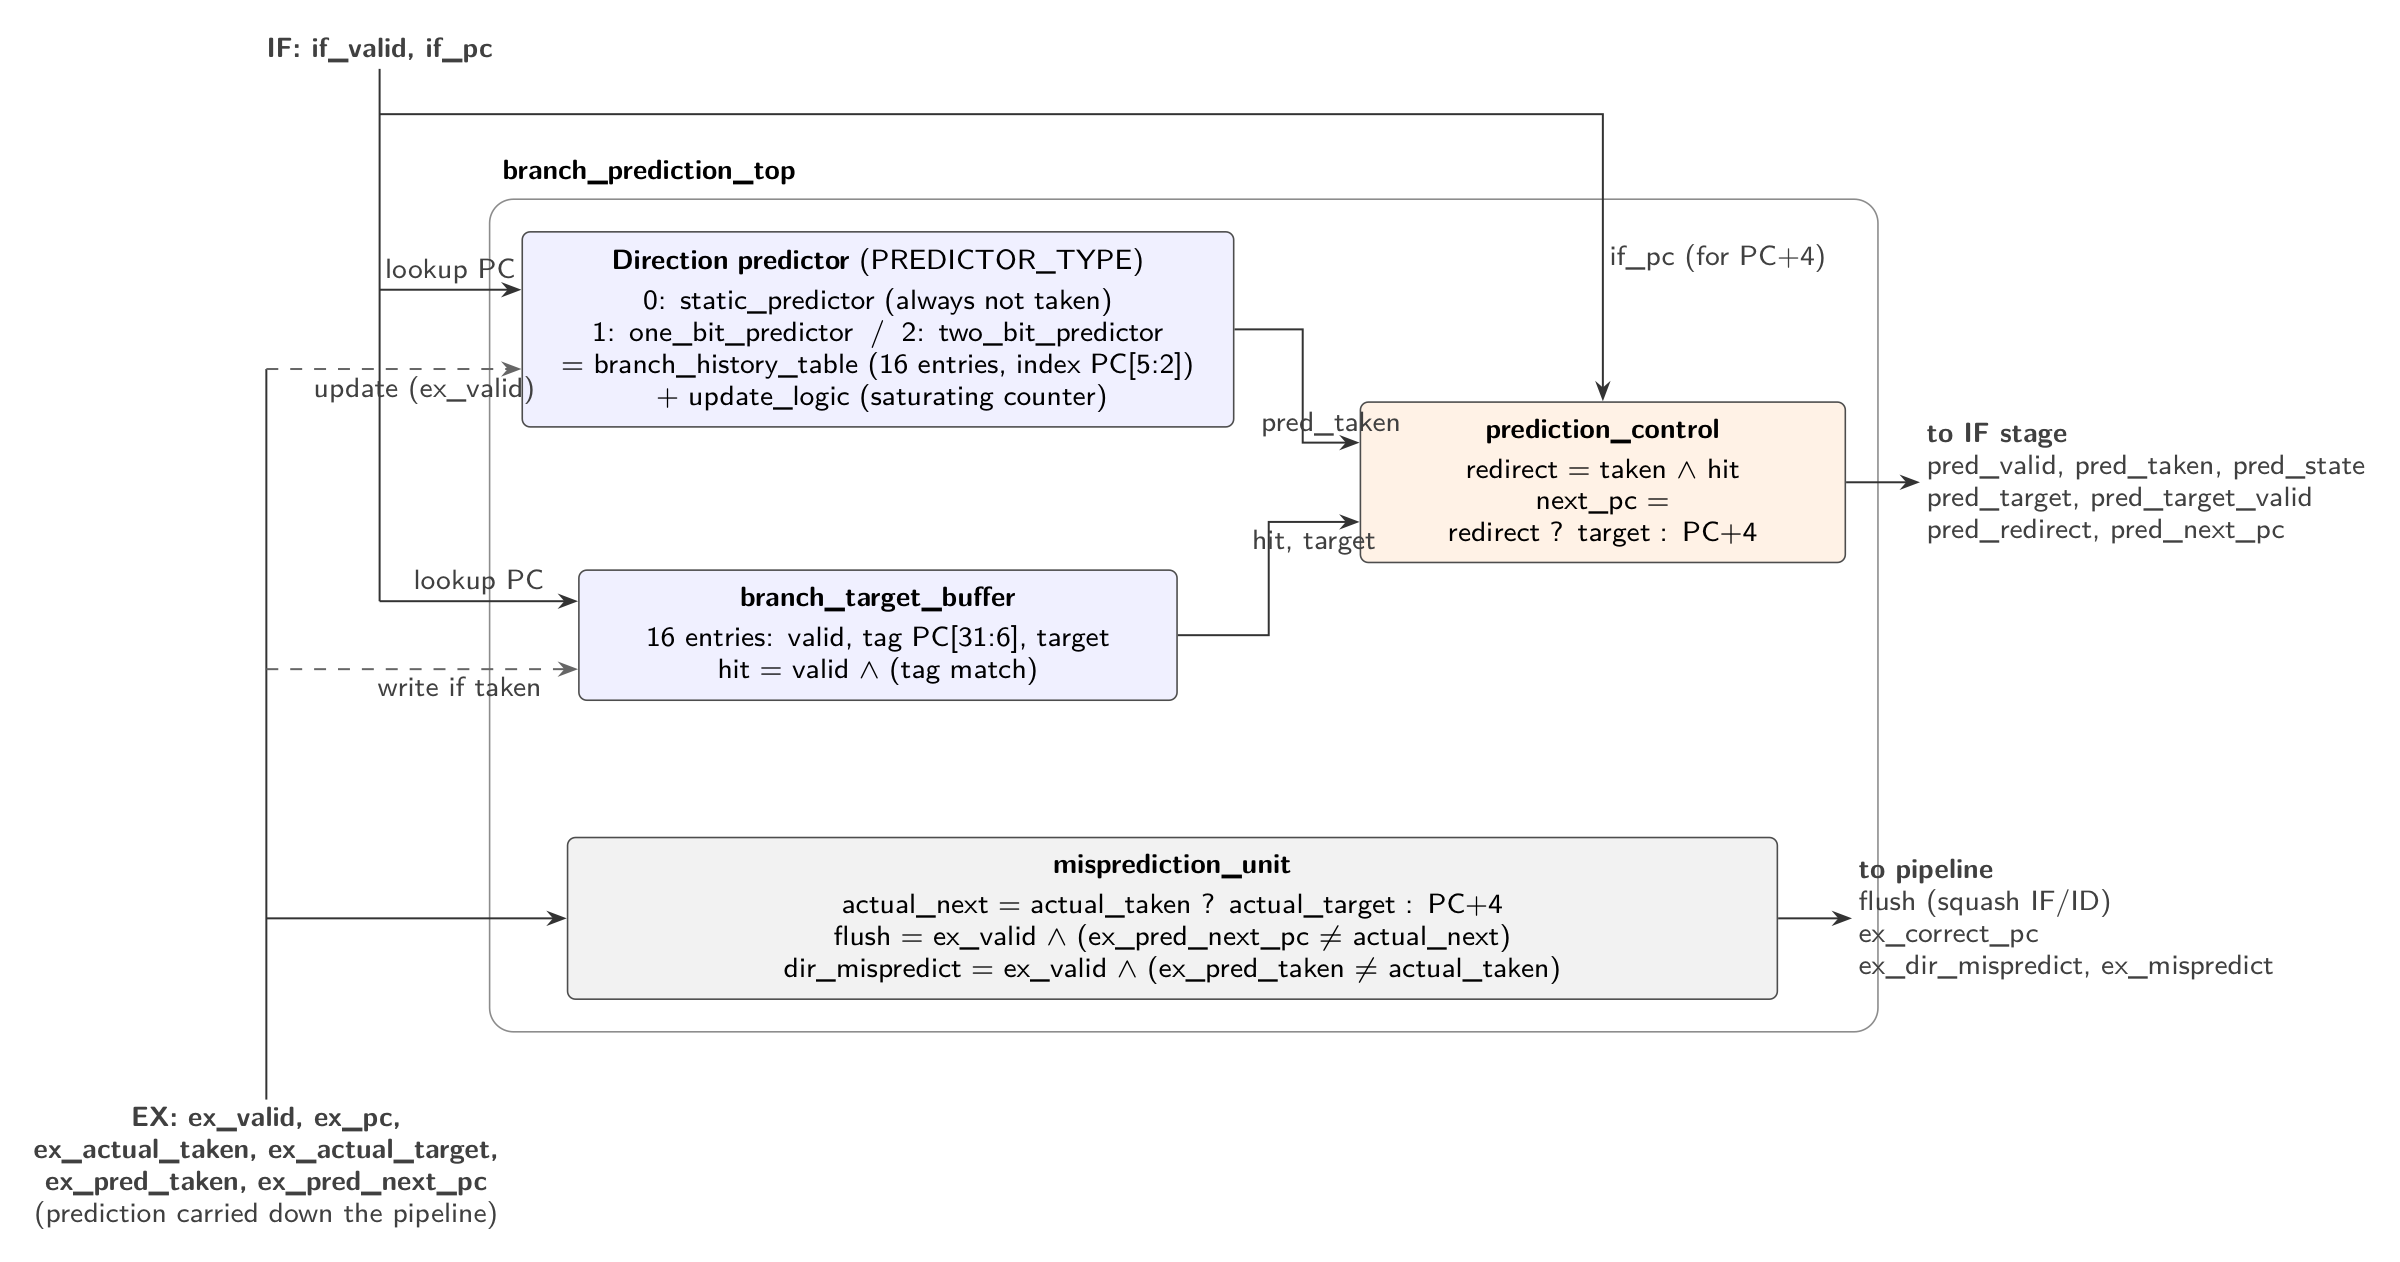 IF: if_valid, if_pc
branch_prediction_top
lookup PC
Direction predictor (PREDICTOR_TYPE)
0: static_predictor (always not taken)
1: one_bit_predictor / 2: two_bit_predictor
= branch_history_table (16 entries, index PC[5:2])
+ update_logic (saturating counter)
update (ex_valid)
if_pc (for PC+4)
pred_taken
hit, target
prediction_control
redirect = taken ∧ hit
next_pc =
redirect ? target : PC+4
to IF stage
pred_valid, pred_taken, pred_state
pred_target, pred_target_valid
pred_redirect, pred_next_pc
lookup PC
branch_target_buffer
16 entries: valid, tag PC[31:6], target
hit = valid ∧ (tag match)
write if taken
misprediction_unit
actual_next = actual_taken ? actual_target : PC+4
flush = ex_valid ∧ (ex_pred_next_pc ≠ actual_next)
dir_mispredict = ex_valid ∧ (ex_pred_taken ≠ actual_taken)
to pipeline
flush (squash IF/ID)
ex_correct_pc
ex_dir_mispredict, ex_mispredict
EX: ex_valid, ex_pc,
ex_actual_taken, ex_actual_target,
ex_pred_taken, ex_pred_next_pc
(prediction carried down the pipeline)